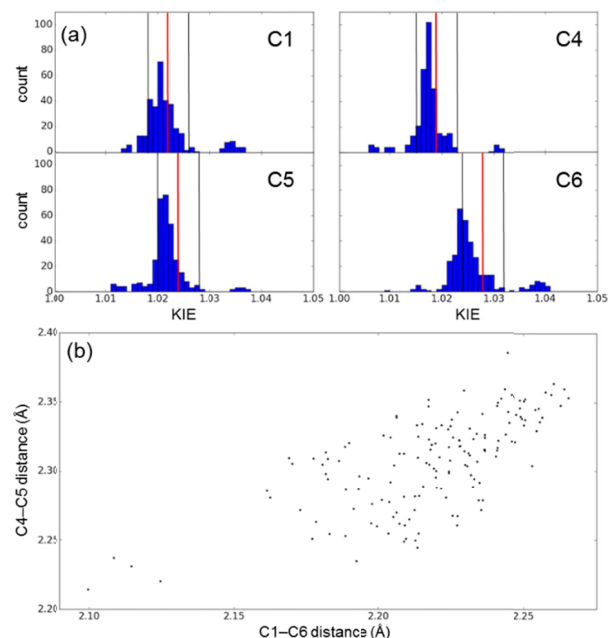 (a)
C1
C4
100
80
60
40
20
0
count
C5
C6
100
80
60
40
20
0
count
1.00 1.01 1.02 1.03 1.04 1.05
1.00 1.01 1.02 1.03 1.04 1.05
KIE
KIE
(b)
2.40
2.35
2.30
2.25
2.20
C4–C5 distance (Å)
2.10 2.15 2.20 2.25
C1–C6 distance (Å)